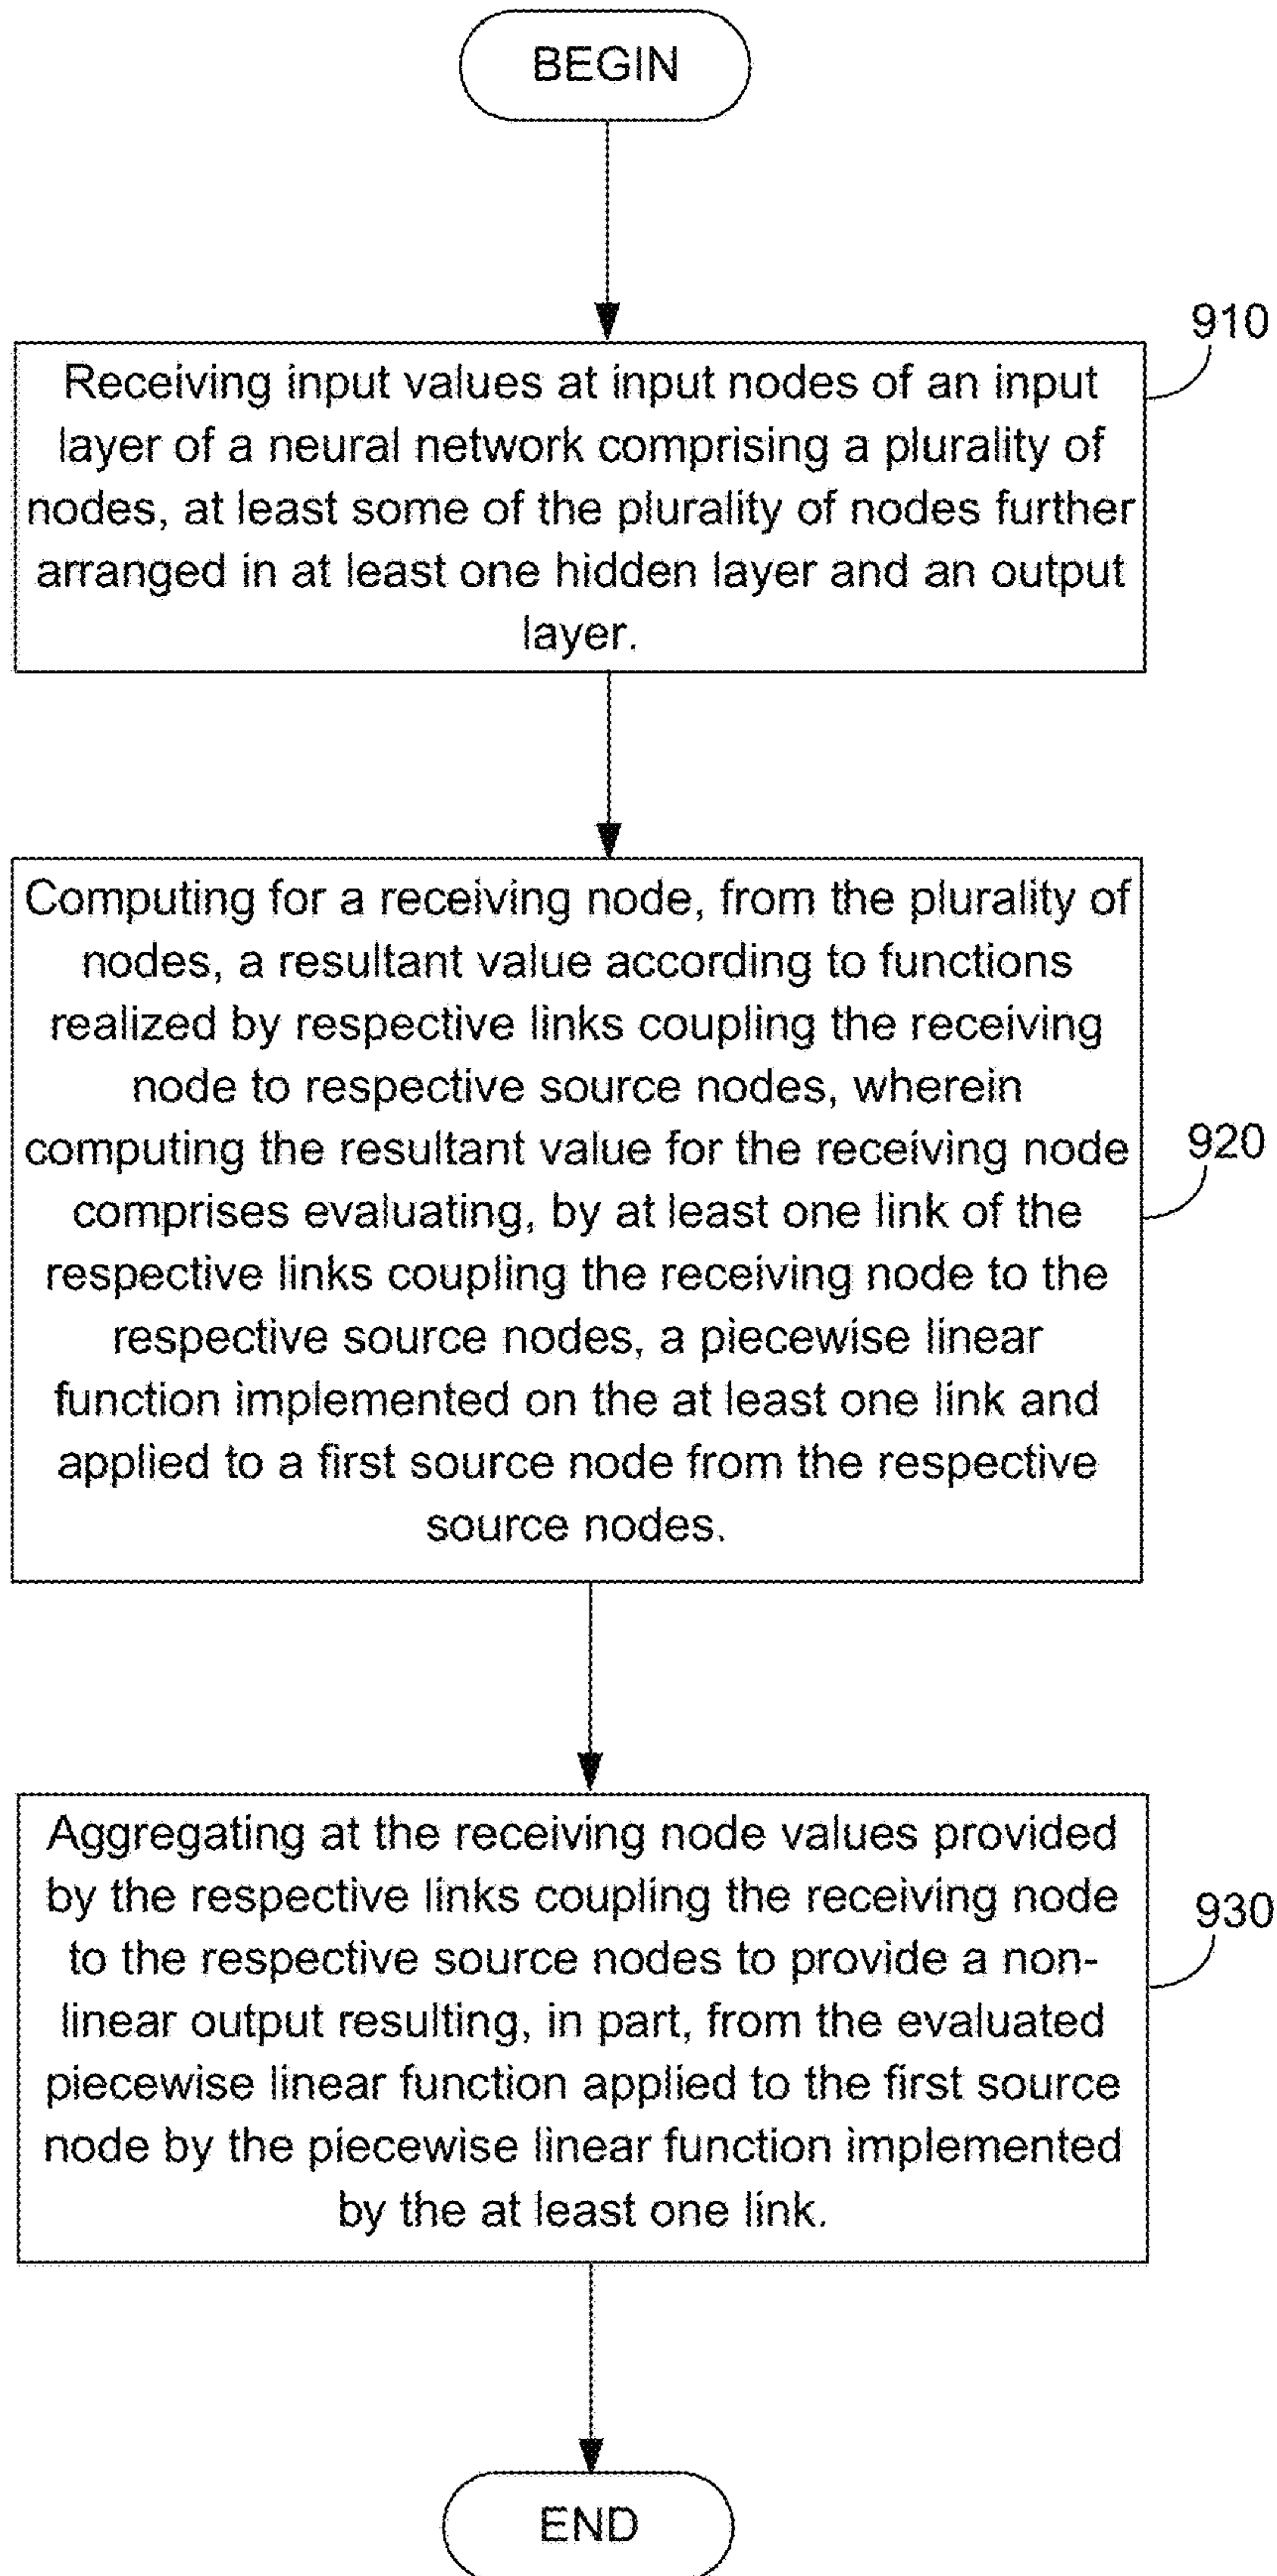 BEGIN
910
Receiving input values at input nodes of an input
layer of a neural network comprising a plurality of
nodes, at least some of the plurality of nodes further
arranged in at least one hidden layer and an output
layer.
Computing for a receiving node, from the plurality of
nodes, a resultant value according to functions
realized by respective links coupling the receiving
node to respective source nodes, wherein
computing the resultant value for the receiving node
920
comprises evaluating, by at least one link of the
respective links coupling the receiving node to the
respective source nodes, a piecewise linear
function implemented on the at least one link and
applied to a first source node from the respective
source nodes.
Aggregating at the receiving node values provided
by the respective links coupling the receiving node
930
to the respective source nodes to provide a non-
linear output resulting, in part, from the evaluated
piecewise linear function applied to the first source
node by the piecewise linear function implemented
by the at least one link.
END